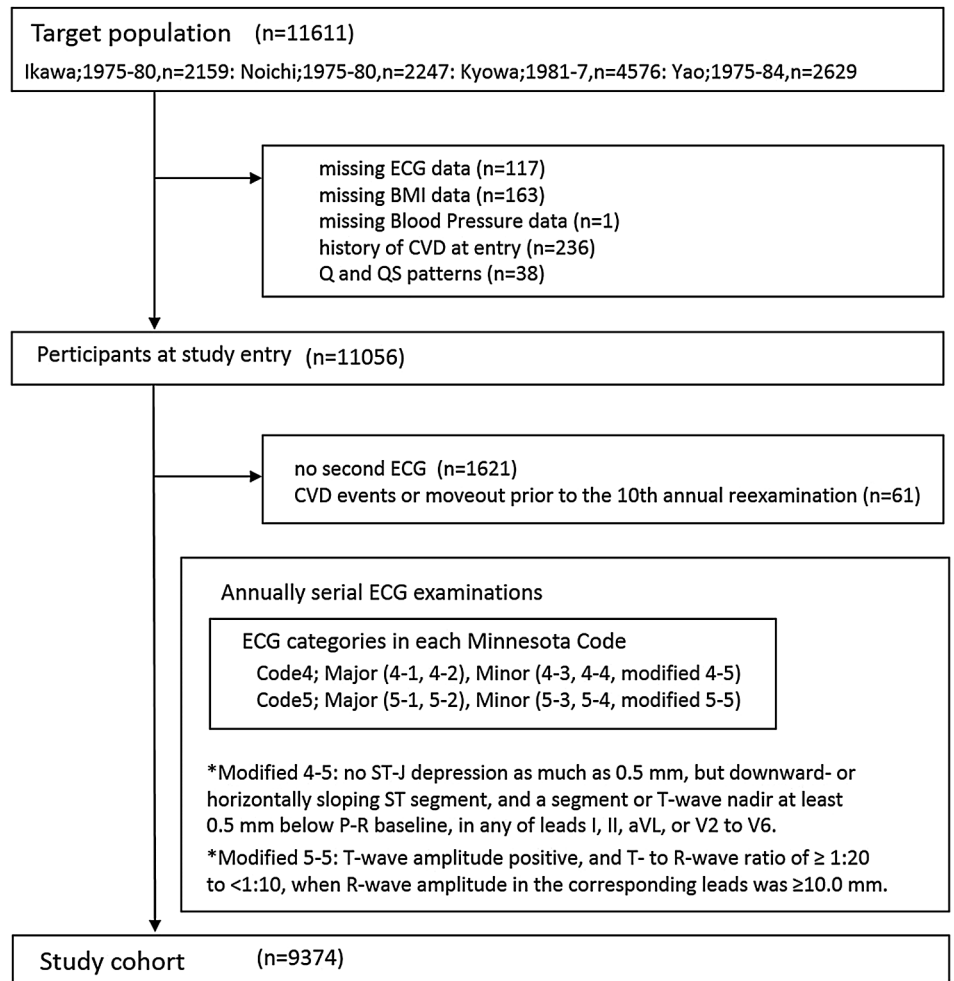 Target population (n=11611)
Ikawa;1975-80,n=2159: Noichi;1975-80,n=2247: Kyowa;1981-7,n=4576: Yao;1975-84,n=2629
missing ECG data (n=117)
missing BMI data (n=163)
missing Blood Pressure data (n=1)
history of CVD at entry (n=236)
Q and QS patterns (n=38)
Perticipants at study entry (n=11056)
no second ECG (n=1621)
CVD events or moveout prior to the 10th annual reexamination (n=61)
Annually serial ECG examinations
ECG categories in each Minnesota Code
Code4; Major (4-1, 4-2), Minor (4-3, 4-4, modified 4-5)
Code5; Major (5-1, 5-2), Minor (5-3, 5-4, modified 5-5)
*Modified 4-5: no ST-J depression as much as 0.5 mm, but downward- or
horizontally sloping ST segment, and a segment or T-wave nadir at least
0.5 mm below P-R baseline, in any of leads I, II, aVL, or V2 to V6.
*Modified 5-5: T-wave amplitude positive, and T- to R-wave ratio of ≥ 1:20
to <1:10, when R-wave amplitude in the corresponding leads was ≥10.0 mm.
Study cohort (n=9374)